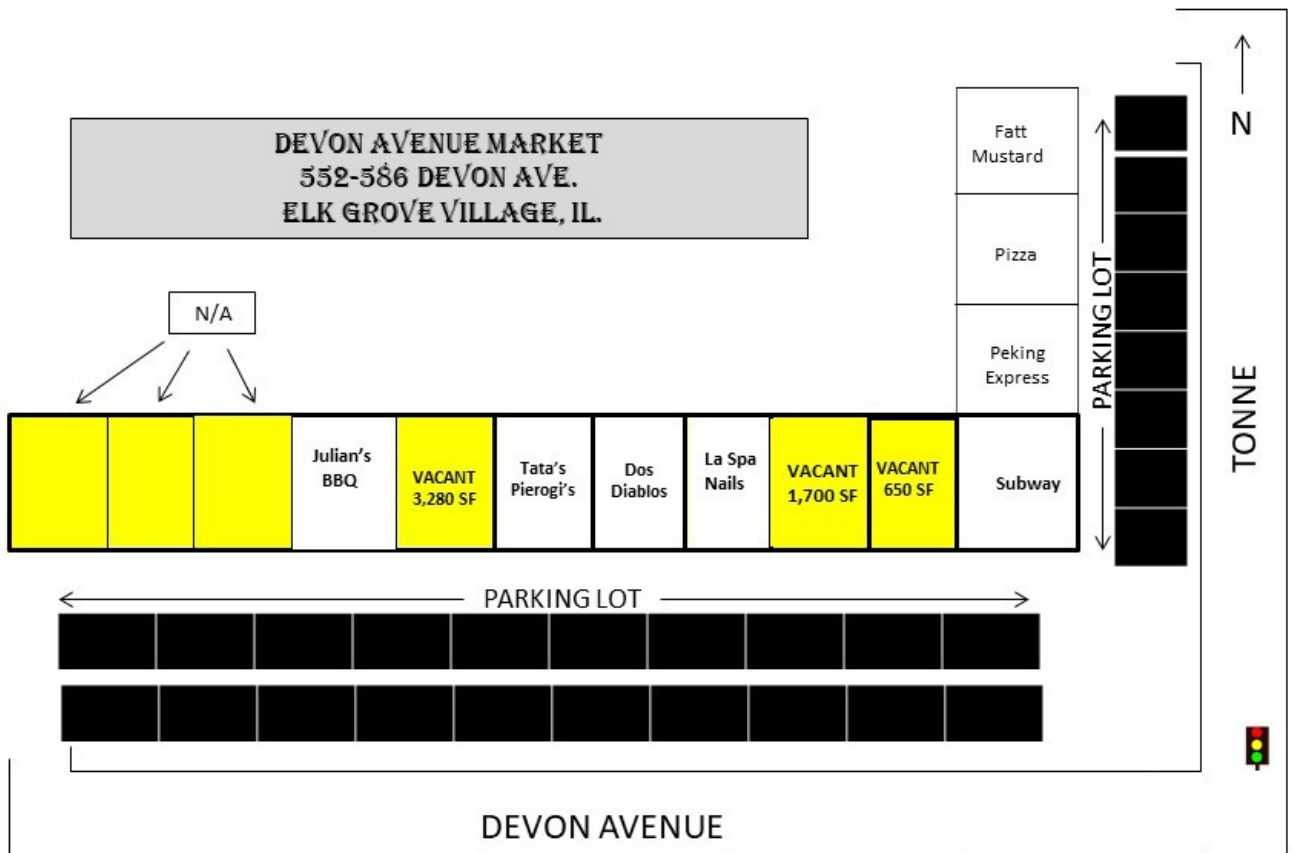 DEVON AVENUE MARKET
552-586 DEVON AVE.
ELK GROVE VILLAGE, IL.
N
Fatt
Mustard
Pizza
Peking
Express
PARKING LOT
TONNE
N/A
Julian's
BBQ
VACANT
3,280 SF
Tata's
Pierogi's
Dos
Diablos
La Spa
Nails
VACANT
1,700 SF
VACANT
650 SF
Subway
PARKING LOT
DEVON AVENUE